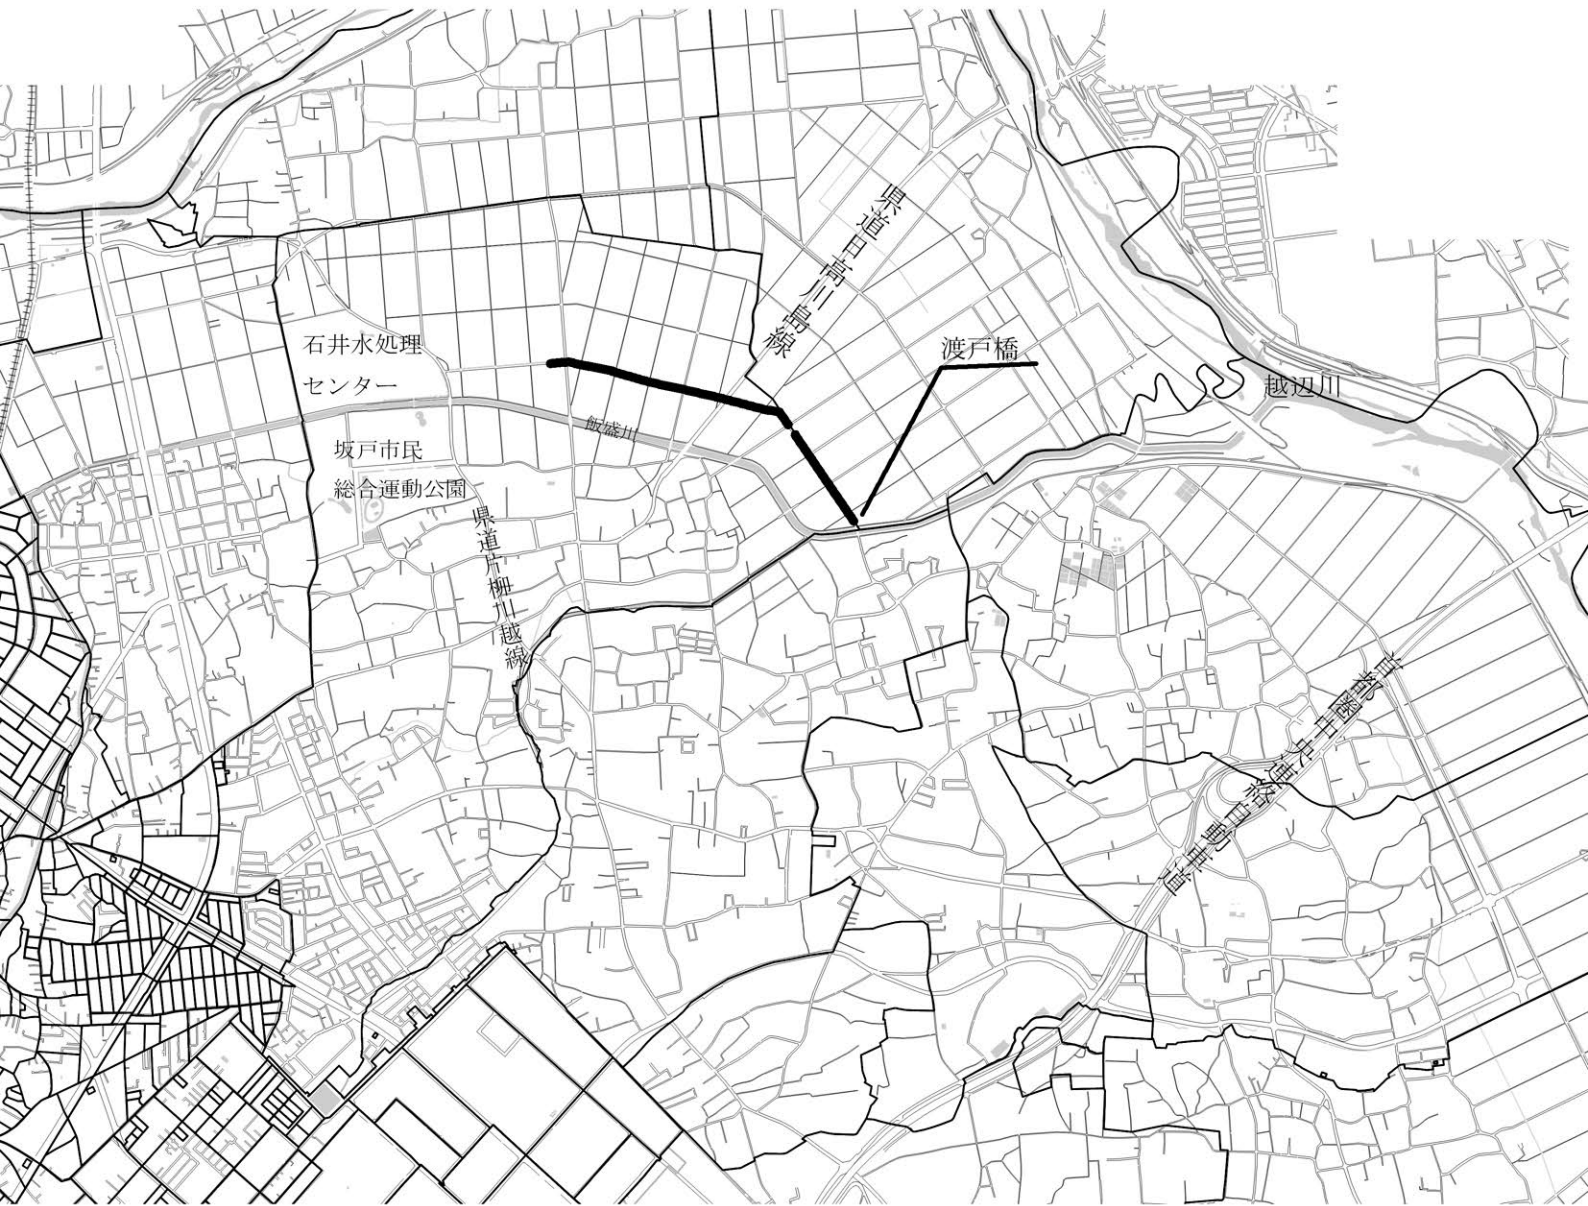 県道日高川島線
石井水処理
センター
渡戸橋
越辺川
飯盛川
坂戸市民
総合運動公園
県道片柳川越線
首都圏中央連絡自動車道